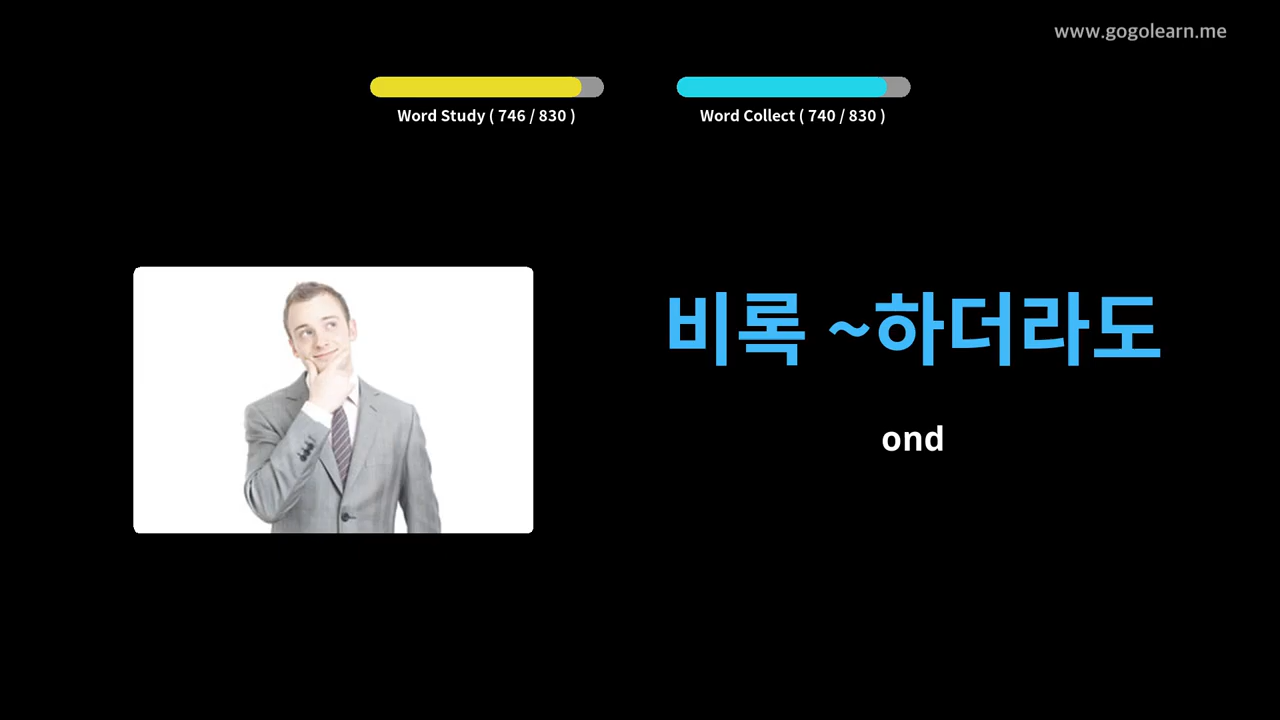 www.gogolearn.me
Word Study ( 746 / 830 )
Word Collect ( 740 / 830 )
비록 ~하더라도
ond